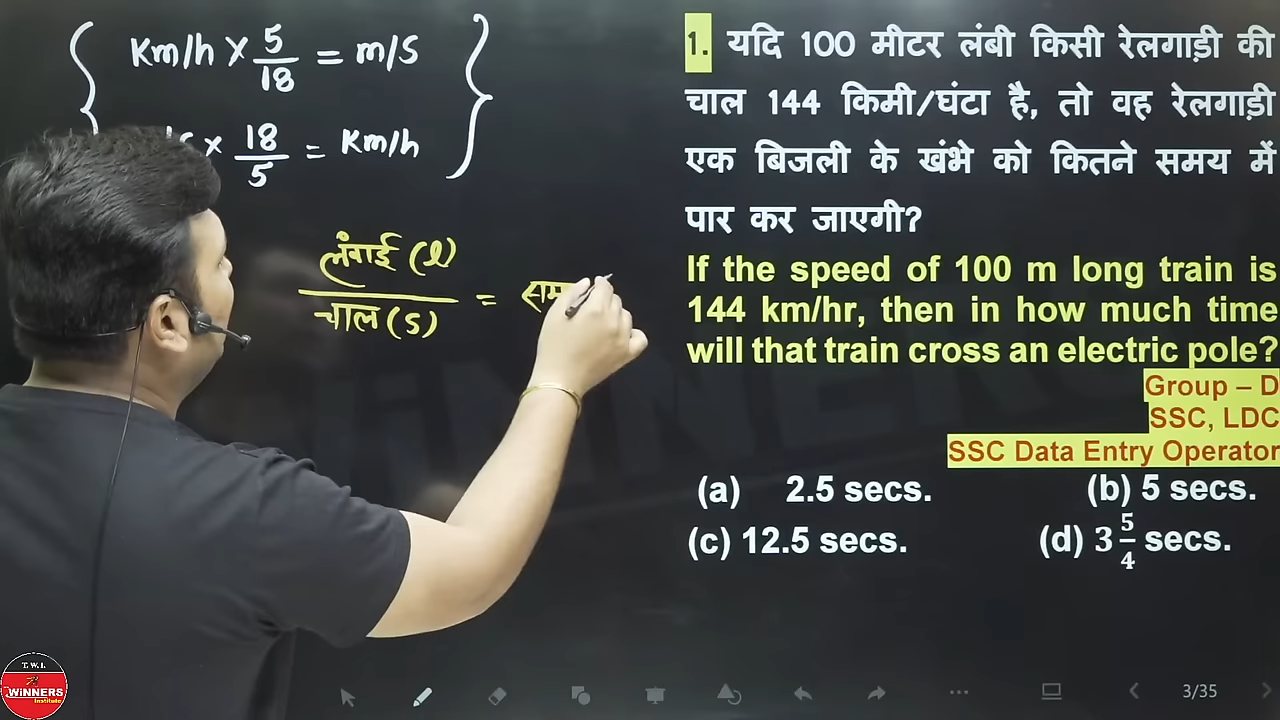 Km/h × 5/18 = m/s
× 18/5 = Km/h
लंबाई (l)
चाल (s)
=
1. यदि 100 मीटर लंबी किसी रेलगाड़ी की
चाल 144 किमी/घंटा है, तो वह रेलगाड़ी
एक बिजली के खंभे को कितने समय में
पार कर जाएगी?
If the speed of 100 m long train is
144 km/hr, then in how much time
will that train cross an electric pole?
Group – D
SSC, LDC
SSC Data Entry Operator
(a) 2.5 secs. (b) 5 secs.
(c) 12.5 secs. (d) 3 5/4 secs.
T.W.I.
WiNNERS
Institute
3/35